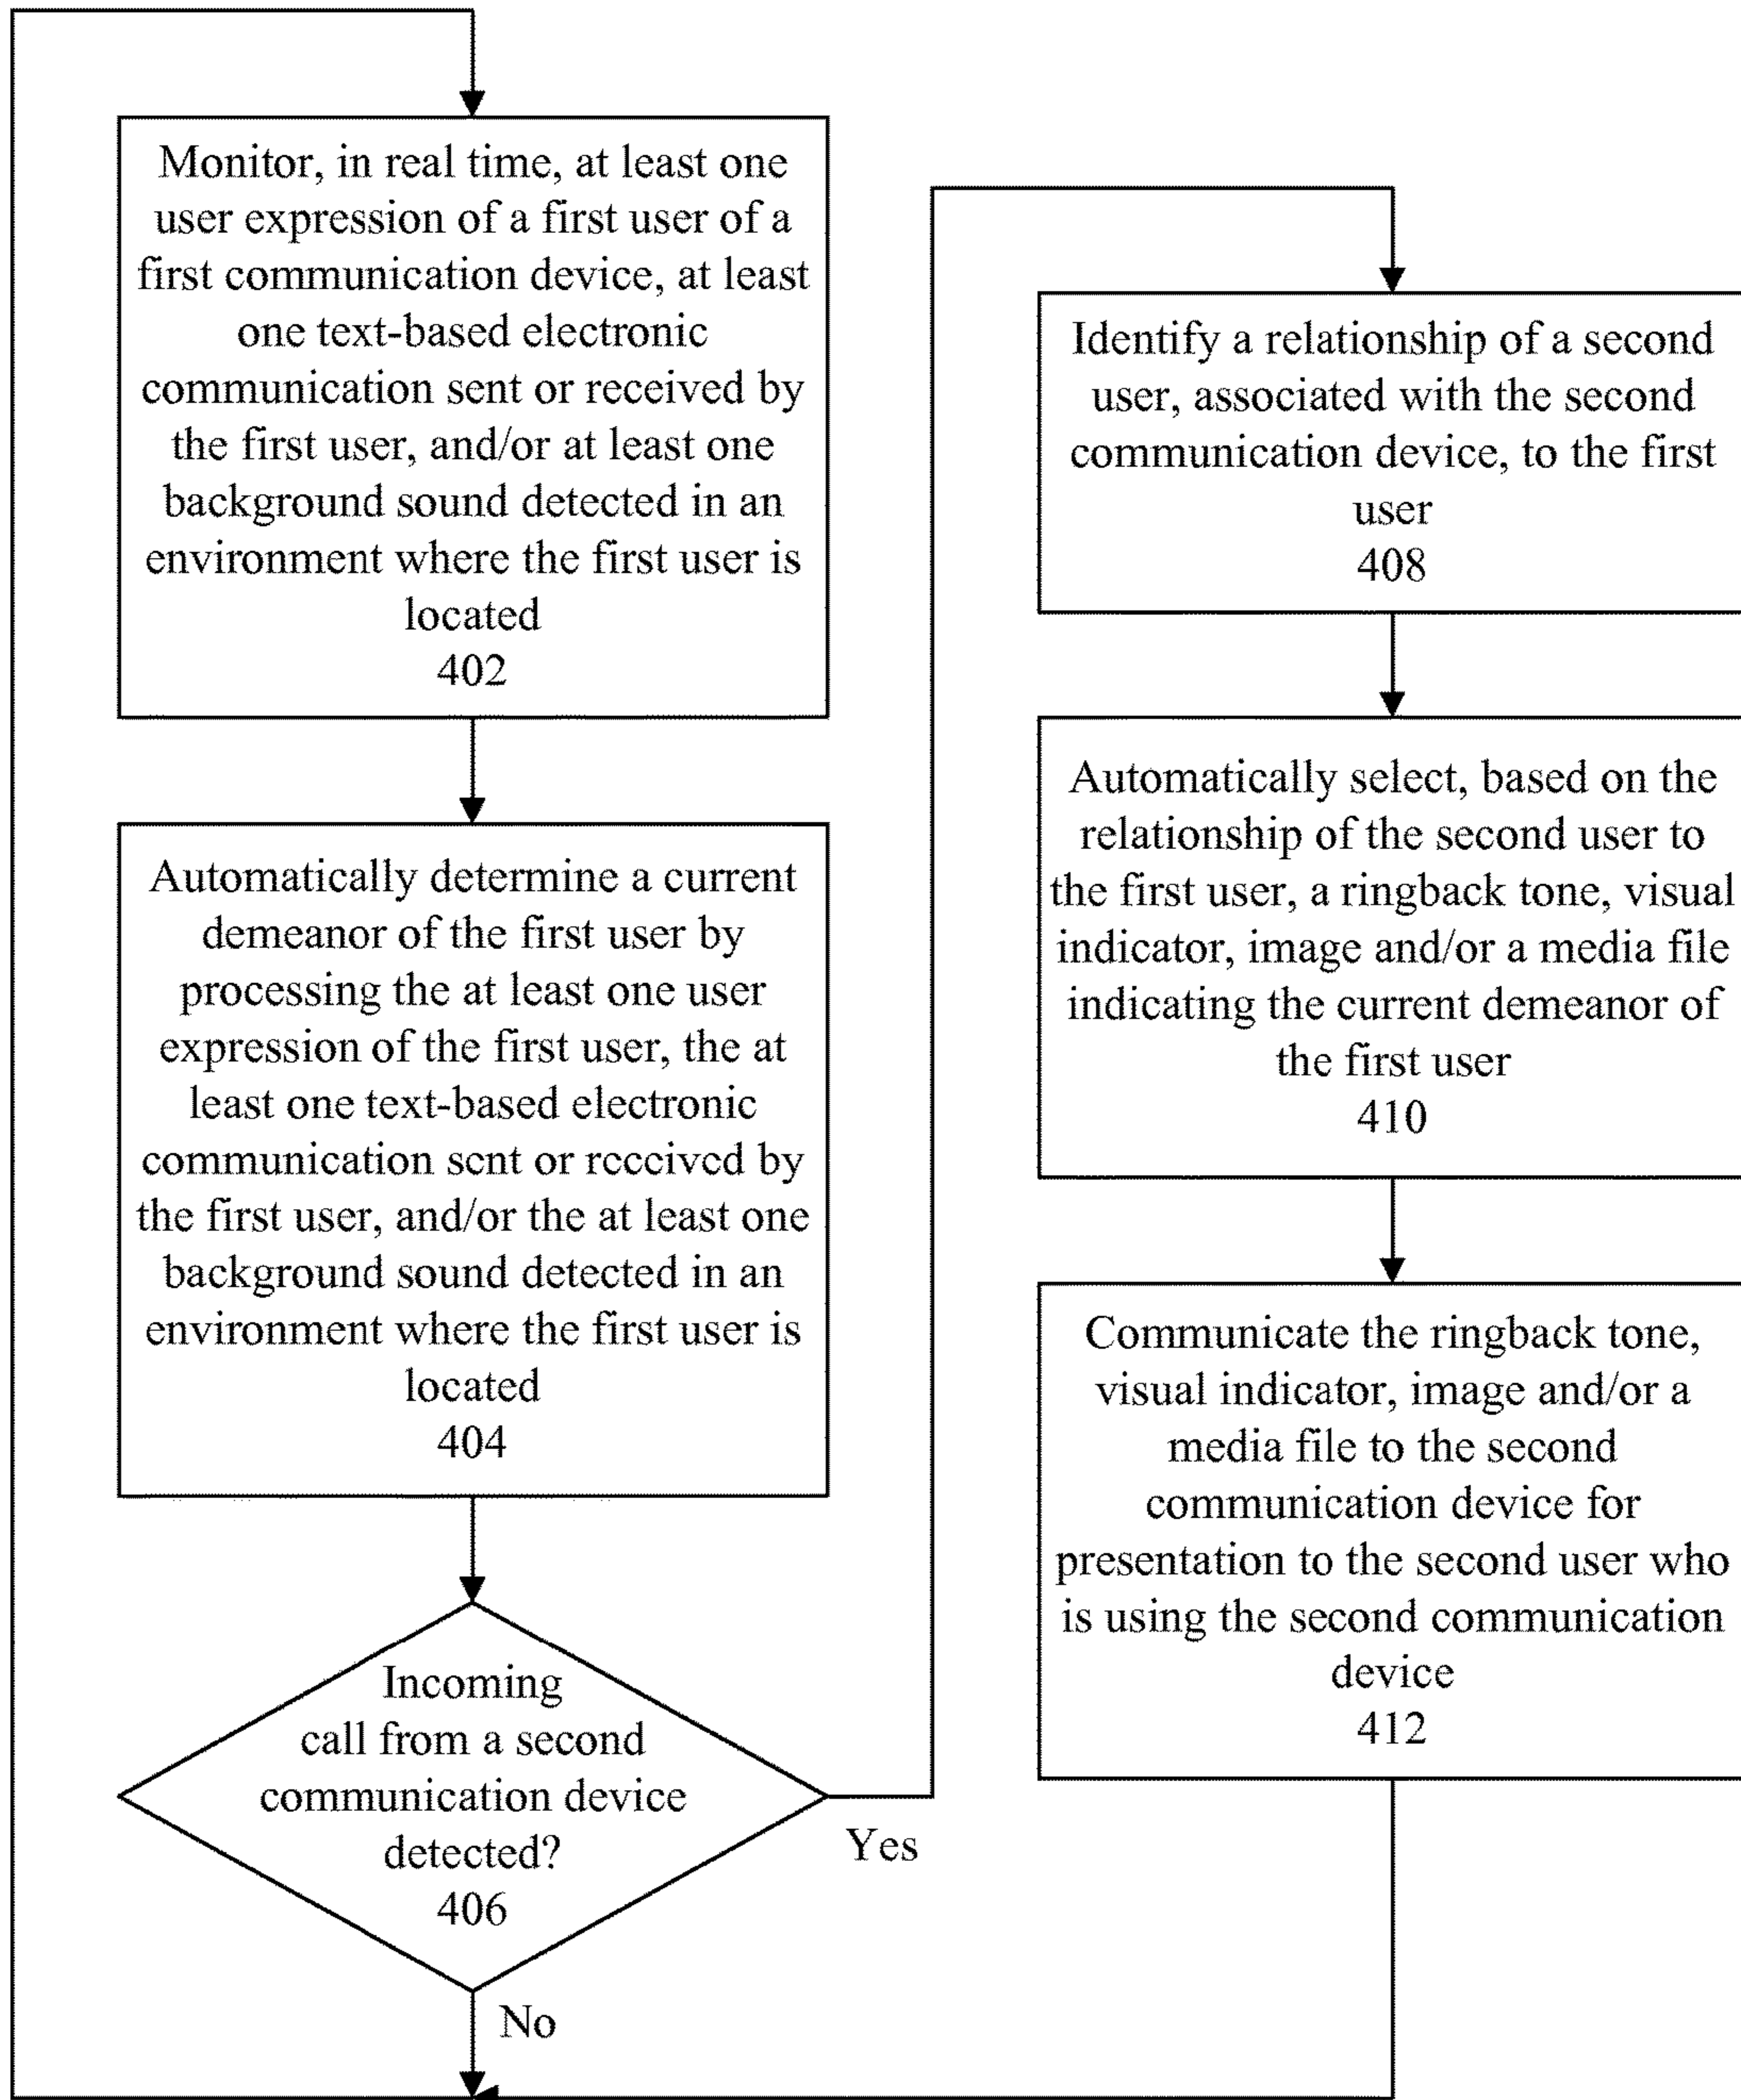 Monitor, in real time, at least one
user expression of a first user of a
first communication device, at least
one text-based electronic
communication sent or received by
the first user, and/or at least one
background sound detected in an
environment where the first user is
located
402
Automatically determine a current
demeanor of the first user by
processing the at least one user
expression of the first user, the at
least one text-based electronic
communication sent or received by
the first user, and/or the at least one
background sound detected in an
environment where the first user is
located
404
Incoming
call from a second
communication device
detected?
406
Yes
No
Identify a relationship of a second
user, associated with the second
communication device, to the first
user
408
Automatically select, based on the
relationship of the second user to
the first user, a ringback tone, visual
indicator, image and/or a media file
indicating the current demeanor of
the first user
410
Communicate the ringback tone,
visual indicator, image and/or a
media file to the second
communication device for
presentation to the second user who
is using the second communication
device
412